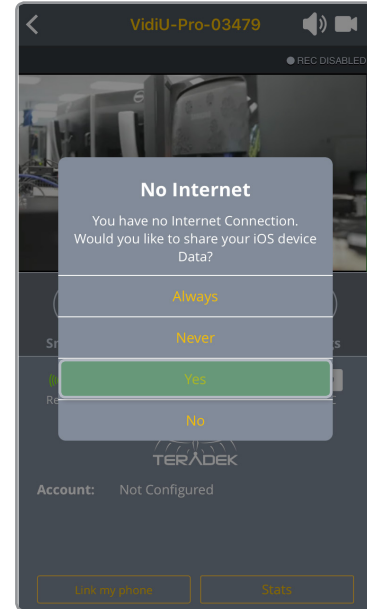 VidiU-Pro-03479
REC DISABLED
No Internet
You have no Internet Connection.
Would you like to share your iOS device
Data?
Always
Never
Yes
No
TERADEK
Account: Not Configured
Link my phone Stats